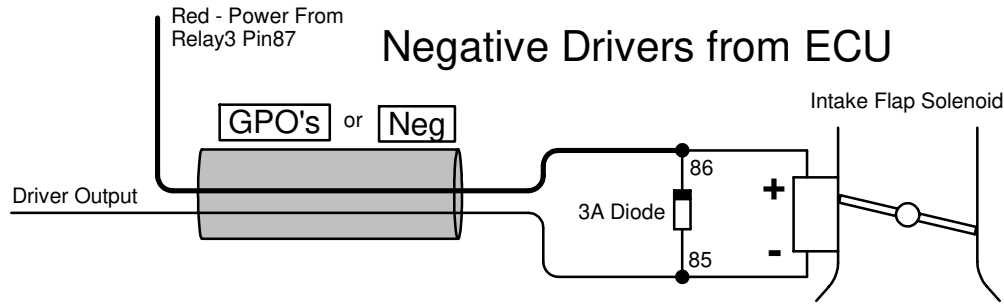 Red - Power From
Relay3 Pin87
Negative Drivers from ECU
Intake Flap Solenoid
GPO's or Neg
Driver Output
86
+
3A Diode
-
85